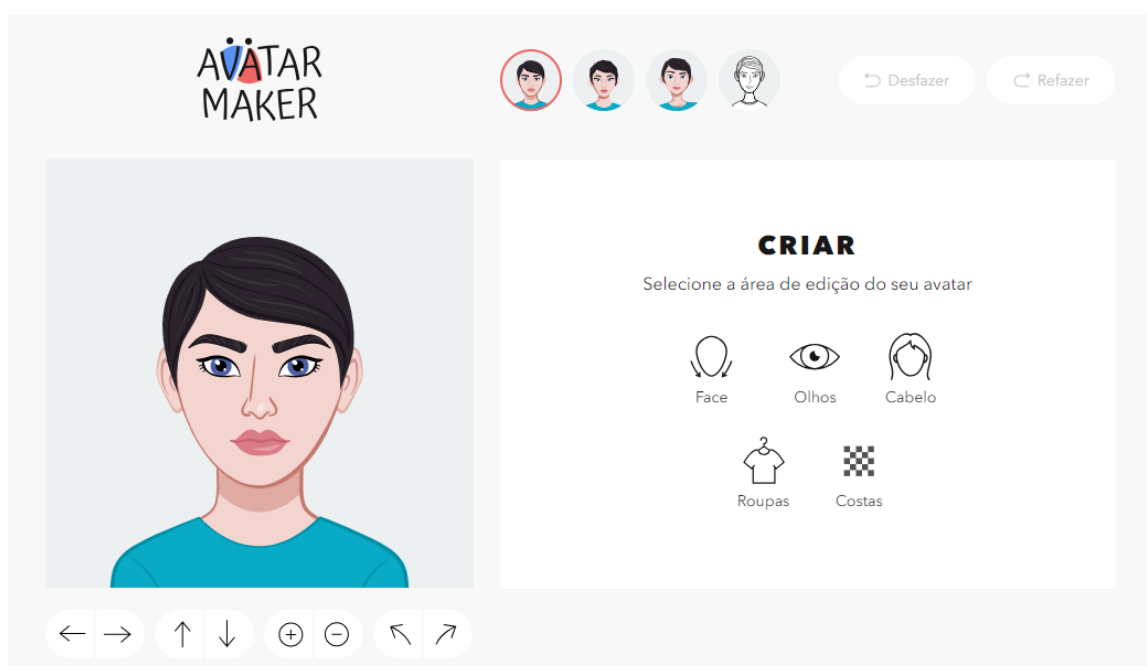 AVATAR
MAKER
Desfazer
Refazer
CRIAR
Selecione a área de edição do seu avatar
Face
Olhos
Cabelo
Roupas
Costas